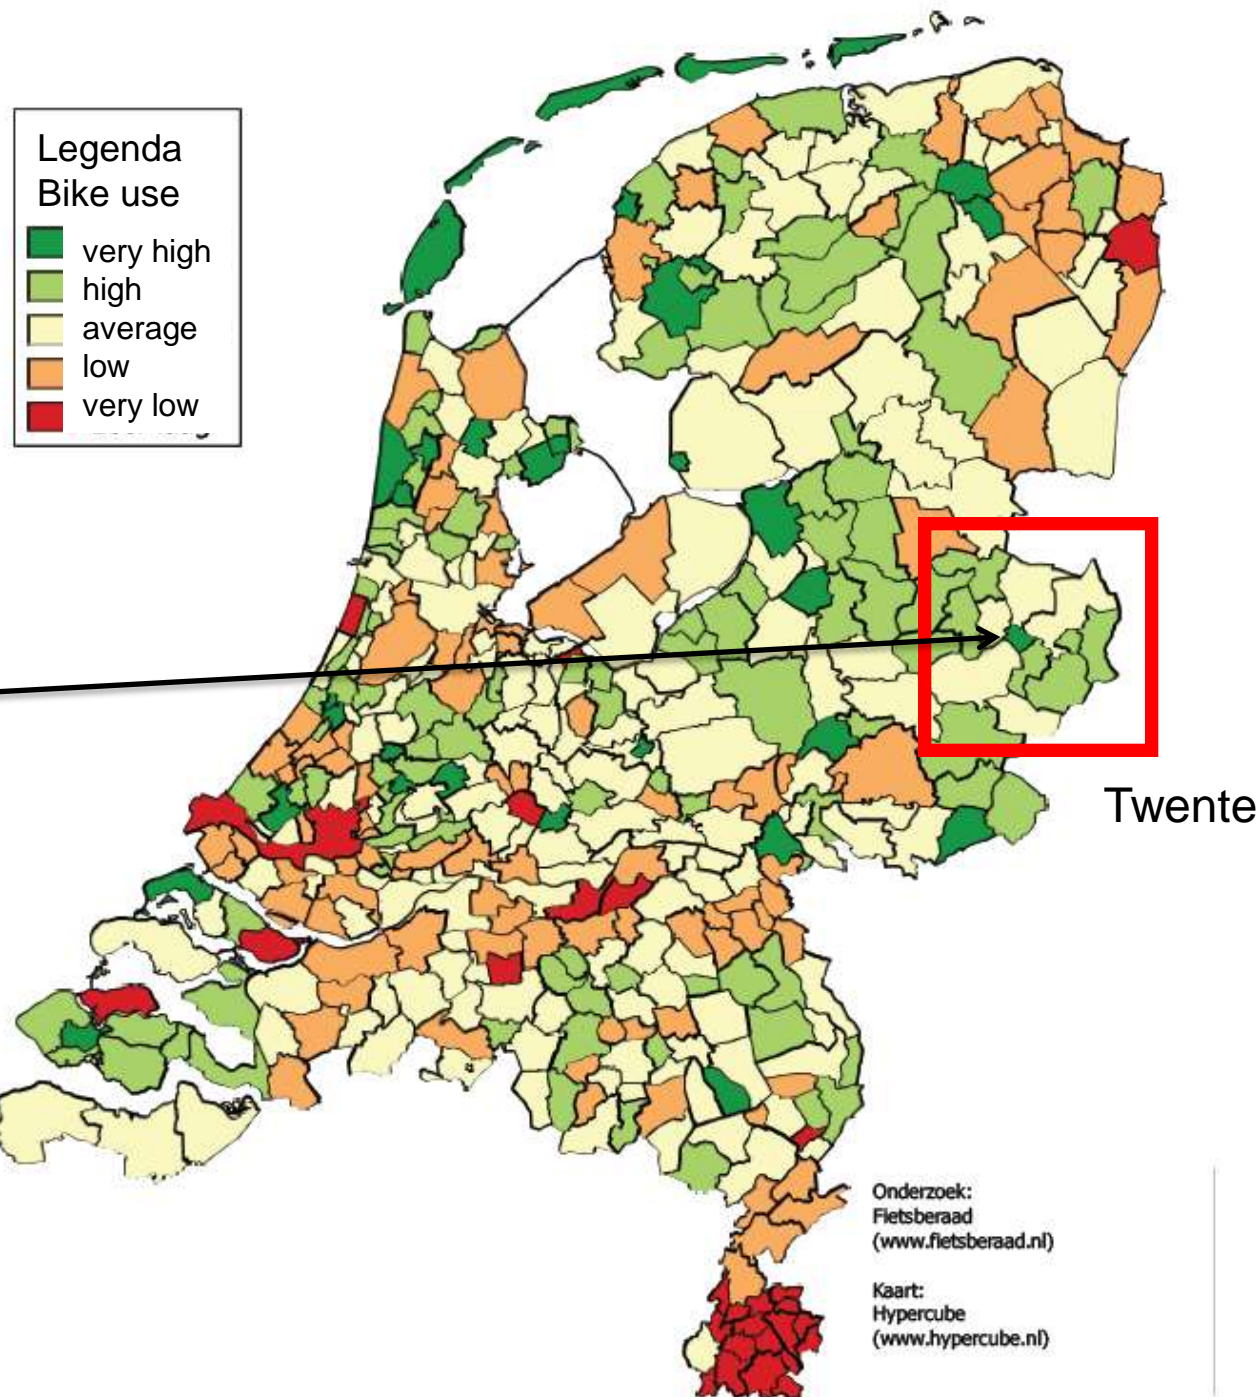 Legenda
Bike use
very high
high
average
low
very low
Twente
Onderzoek:
Fietsberaad
(www.fietsberaad.nl)
Kaart:
Hypercube
(www.hypercube.nl)